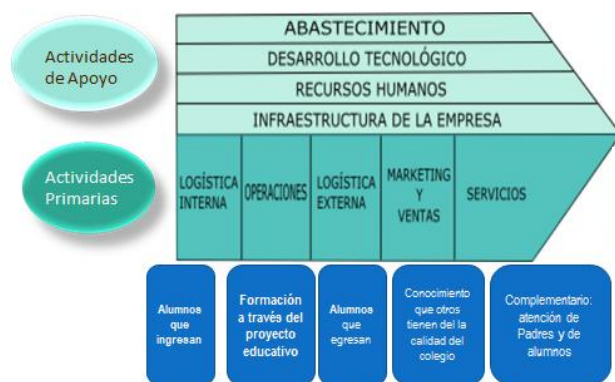 Actividades
de Apoyo
ABASTECIMIENTO
DESARROLLO TECNOLÓGICO
RECURSOS HUMANOS
INFRAESTRUCTURA DE LA EMPRESA
Actividades
Primarias
LOGÍSTICA
INTERNA
OPERACIONES
LOGÍSTICA
EXTERNA
MARKETING
Y
VENTAS
SERVICIOS
Alumnos
que
ingresan
Formación
a través del
proyecto
educativo
Alumnos
que
egresan
Conocimiento
que otros
tienen del la
calidad del
colegio
Complementario:
atención de
Padres y de
alumnos